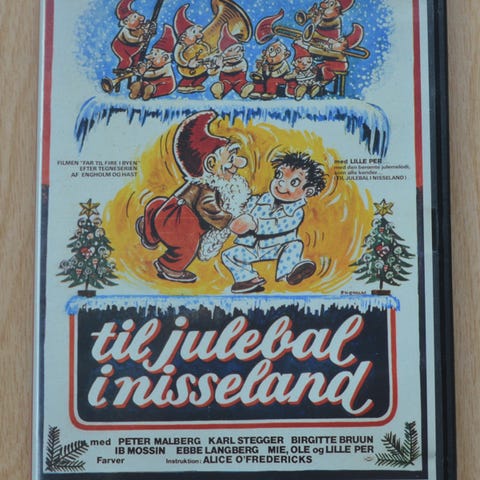 FILMEN "FAR TIL FIRE I BYEN"
EFTER TEGNESERIEN
AF ENGHOLM OG HAST
med LILLE PER...
med den berømte julemelodi,
som alle kender...
(TIL JULEBAL I NISSELAND)
ENGHOLM
til julebal
i nisseland
med PETER MALBERG KARL STEGGER BIRGITTE BRUUN
IB MOSSIN EBBE LANGBERG MIE, OLE og LILLE PER
Farver Instruktion: ALICE O'FREDERICKS